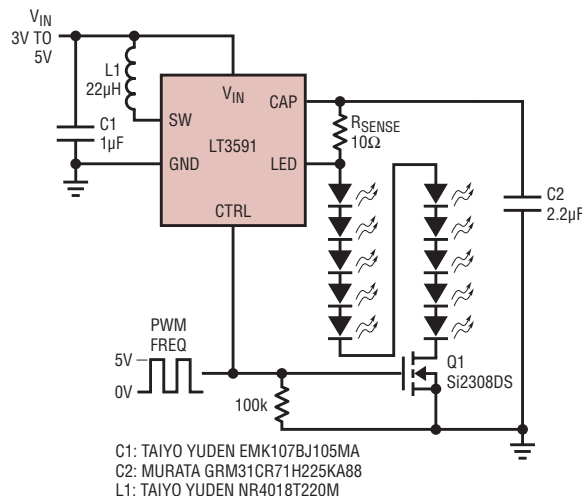 VIN
3V TO
5V
L1
22µH
C1
1µF
VIN
CAP
SW
LT3591
GND
LED
CTRL
RSENSE
10Ω
C2
2.2µF
PWM
FREQ
5V
0V
100k
Q1
Si2308DS
C1: TAIYO YUDEN EMK107BJ105MA
C2: MURATA GRM31CR71H225KA88
L1: TAIYO YUDEN NR4018T220M